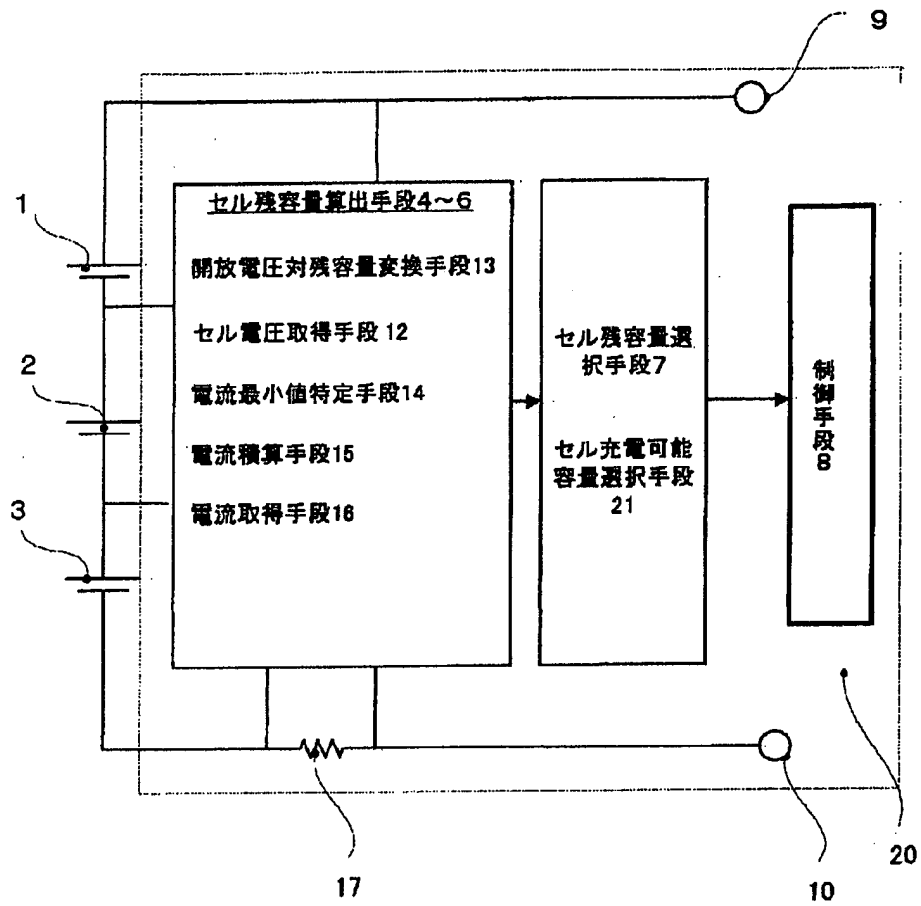 9
1
セル残容量算出手段4~6
開放電圧対残容量変換手段13
セル電圧取得手段 12
2
電流最小値特定手段14
電流積算手段15
3
電流取得手段16
セル残容量選
択手段7
セル充電可能
容量選択手段
21
制御手段8
17
10
20